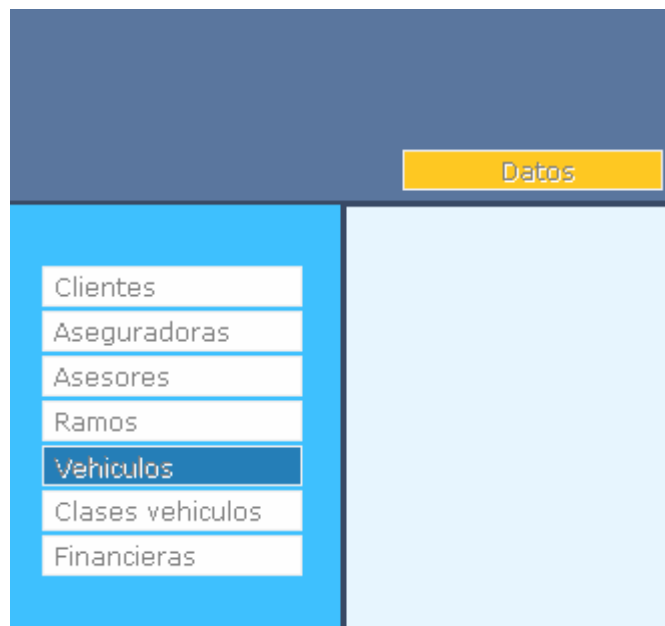 Datos
Clientes
Aseguradoras
Asesores
Ramos
Vehiculos
Clases vehiculos
Financieras